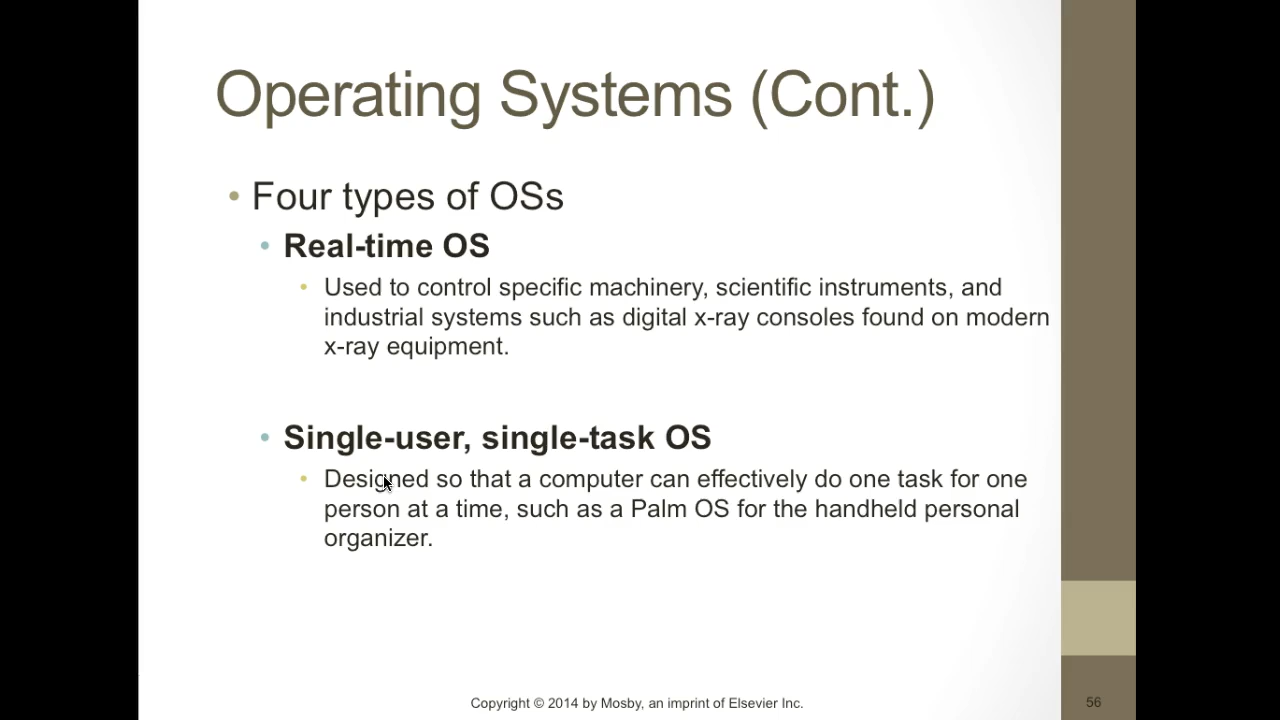 Operating Systems (Cont.)
• Four types of OSs
• Real-time OS
• Used to control specific machinery, scientific instruments, and
industrial systems such as digital x-ray consoles found on modern
x-ray equipment.
• Single-user, single-task OS
• Designed so that a computer can effectively do one task for one
person at a time, such as a Palm OS for the handheld personal
organizer.
Copyright © 2014 by Mosby, an imprint of Elsevier Inc.
56